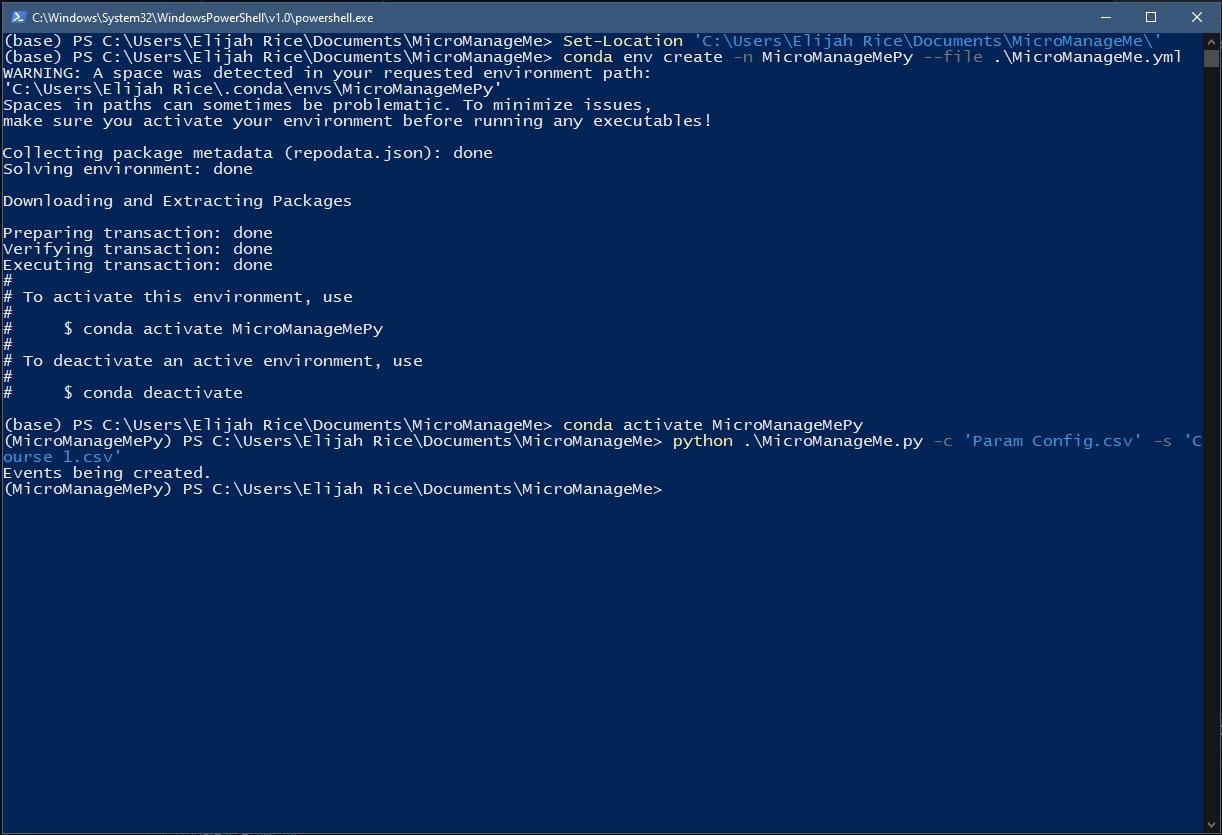 C:\Windows\System32\WindowsPowerShell\v1.0\powershell.exe
(base) PS C:\Users\Elijah Rice\Documents\MicroManageMe> Set-Location 'C:\Users\Elijah Rice\Documents\MicroManageMe\'
(base) PS C:\Users\Elijah Rice\Documents\MicroManageMe> conda env create -n MicroManageMePy --file .\MicroManageMe.yml
WARNING: A space was detected in your requested environment path:
'C:\Users\Elijah Rice\.conda\envs\MicroManageMePy'
Spaces in paths can sometimes be problematic. To minimize issues,
make sure you activate your environment before running any executables!
Collecting package metadata (repodata.json): done
Solving environment: done
Downloading and Extracting Packages
Preparing transaction: done
Verifying transaction: done
Executing transaction: done
#
# To activate this environment, use
#
#     $ conda activate MicroManageMePy
#
# To deactivate an active environment, use
#
#     $ conda deactivate
(base) PS C:\Users\Elijah Rice\Documents\MicroManageMe> conda activate MicroManageMePy
(MicroManageMePy) PS C:\Users\Elijah Rice\Documents\MicroManageMe> python .\MicroManageMe.py -c 'Param Config.csv' -s 'C
ourse 1.csv'
Events being created.
(MicroManageMePy) PS C:\Users\Elijah Rice\Documents\MicroManageMe>